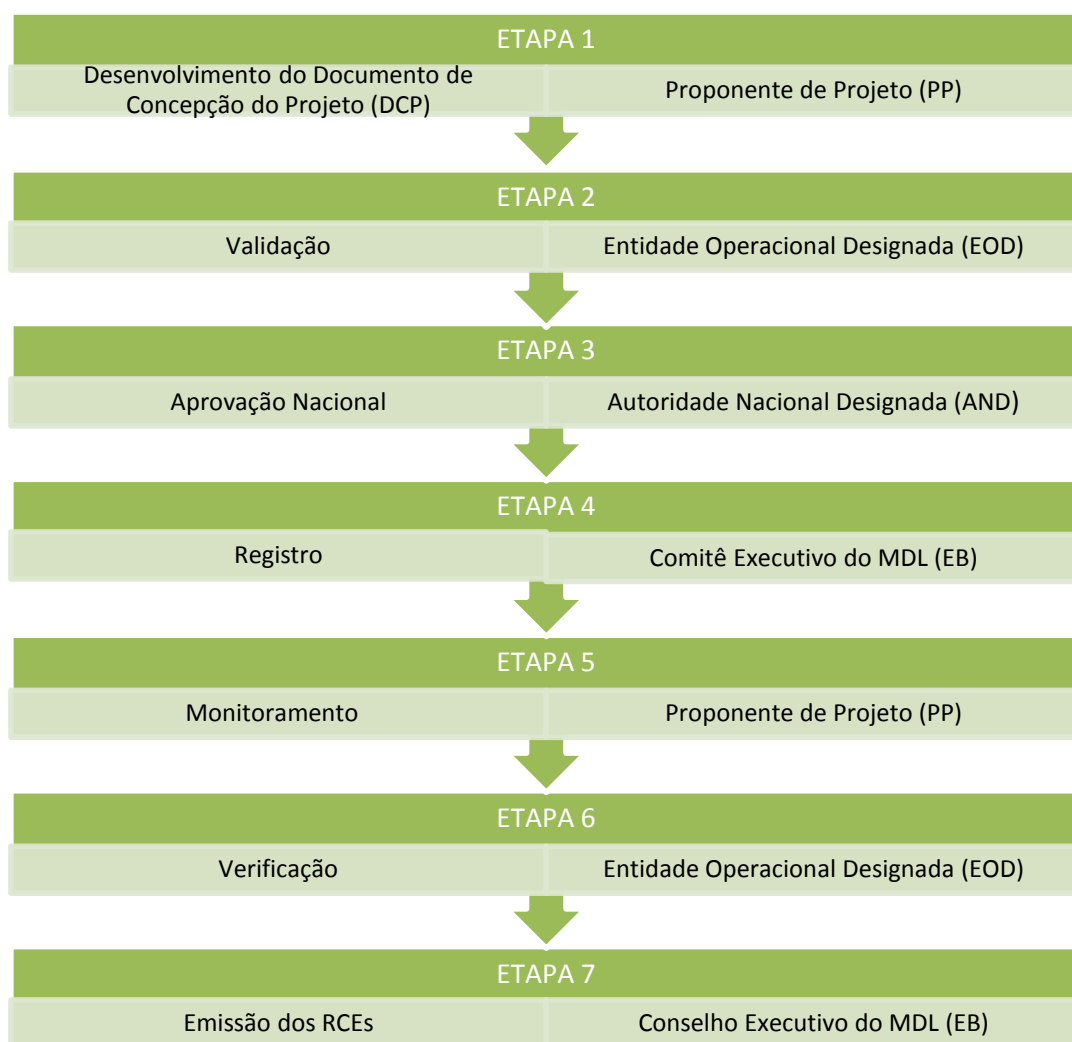 ETAPA 1
Desenvolvimento do Documento de
Concepção do Projeto (DCP)
Proponente de Projeto (PP)
ETAPA 2
Validação
Entidade Operacional Designada (EOD)
ETAPA 3
Aprovação Nacional
Autoridade Nacional Designada (AND)
ETAPA 4
Registro
Comitê Executivo do MDL (EB)
ETAPA 5
Monitoramento
Proponente de Projeto (PP)
ETAPA 6
Verificação
Entidade Operacional Designada (EOD)
ETAPA 7
Emissão dos RCEs
Conselho Executivo do MDL (EB)